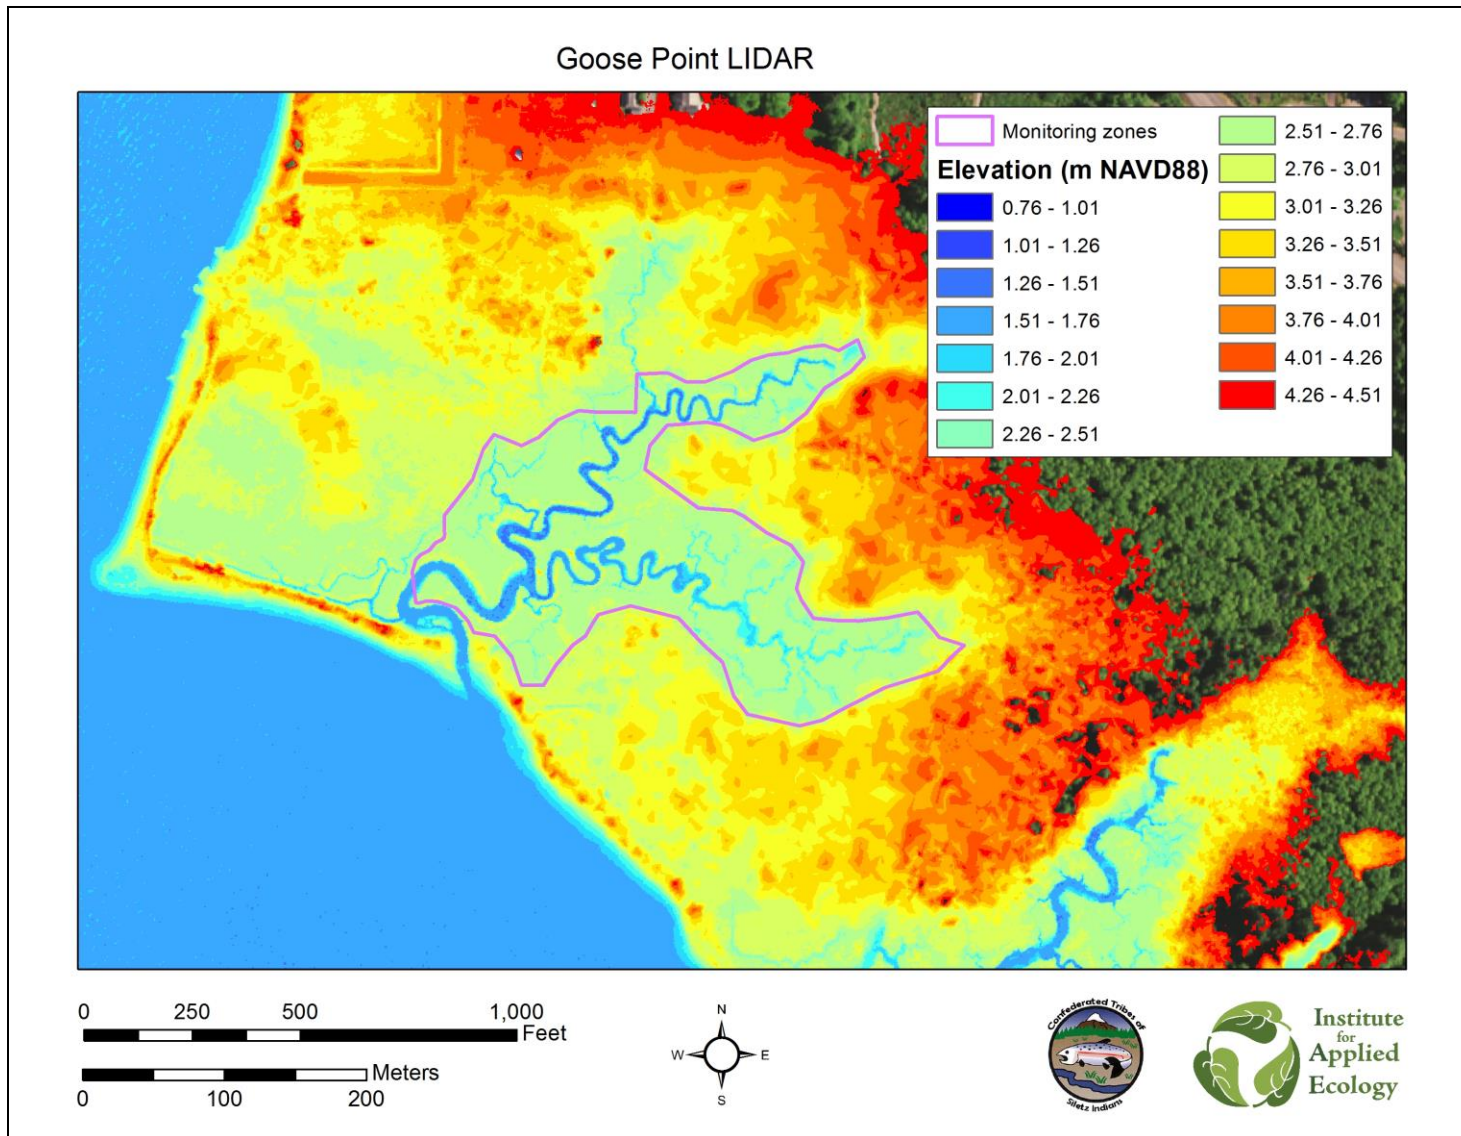 Goose Point LIDAR
Monitoring zones
Elevation (m NAVD88)
0.76 - 1.01
1.01 - 1.26
1.26 - 1.51
1.51 - 1.76
1.76 - 2.01
2.01 - 2.26
2.26 - 2.51
2.51 - 2.76
2.76 - 3.01
3.01 - 3.26
3.26 - 3.51
3.51 - 3.76
3.76 - 4.01
4.01 - 4.26
4.26 - 4.51
0 250 500 1,000
Feet
Meters
0 100 200
N
W E
S
Confederated Tribes of
Siletz Indians
Institute
for
Applied
Ecology